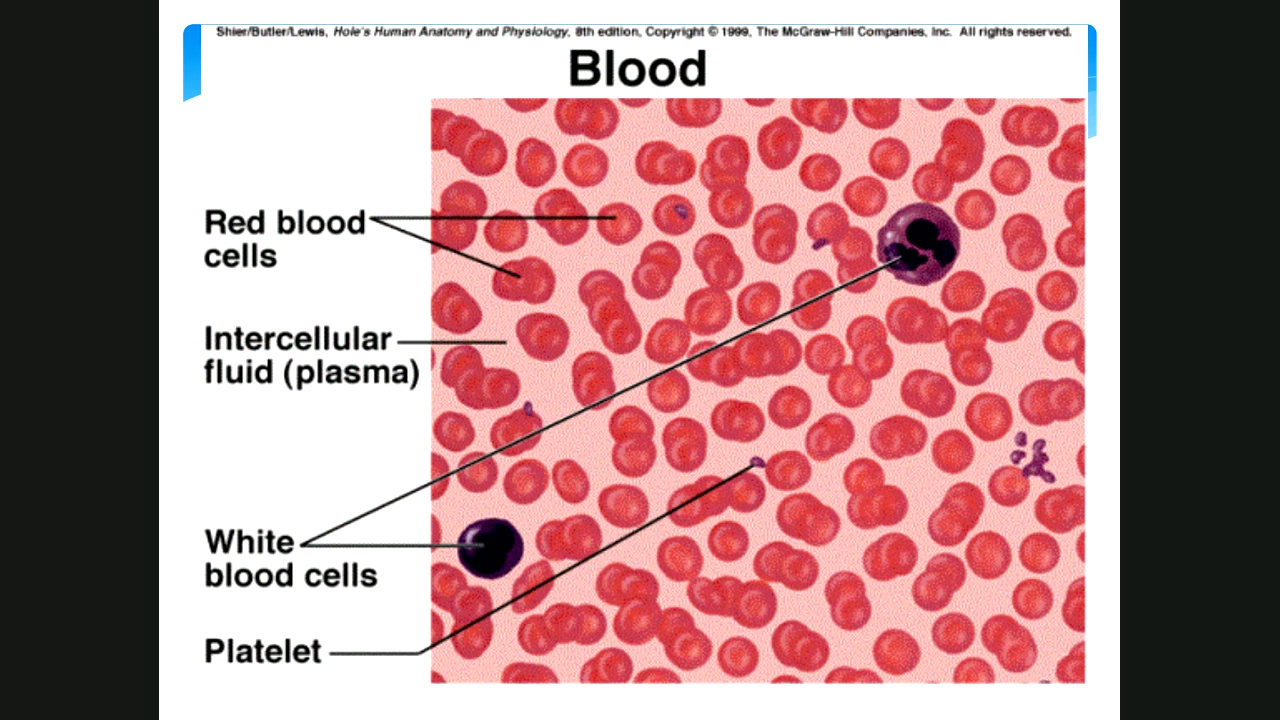 Shier/Butler/Lewis, Hole's Human Anatomy and Physiology, 8th edition, Copyright © 1999, The McGraw-Hill Companies, Inc. All rights reserved.
Blood
Red blood
cells
Intercellular
fluid (plasma)
White
blood cells
Platelet